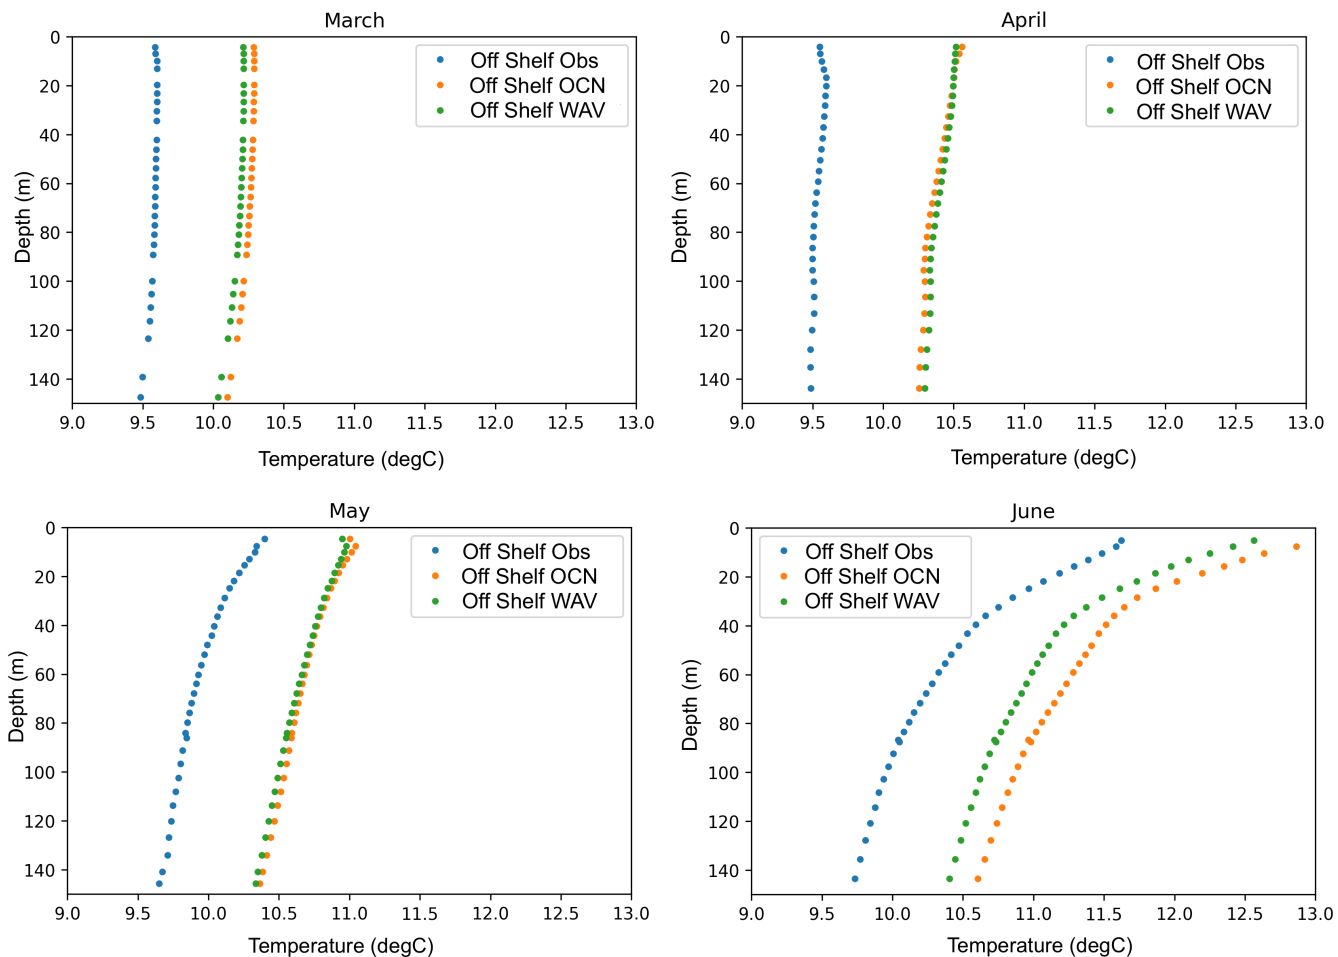 March
0
20
40
60
80
100
120
140
Depth (m)
Off Shelf Obs
Off Shelf OCN
Off Shelf WAV
9.0 9.5 10.0 10.5 11.0 11.5 12.0 12.5 13.0
Temperature (degC)
April
0
20
40
60
80
100
120
140
Depth (m)
Off Shelf Obs
Off Shelf OCN
Off Shelf WAV
9.0 9.5 10.0 10.5 11.0 11.5 12.0 12.5 13.0
Temperature (degC)
May
0
20
40
60
80
100
120
140
Depth (m)
Off Shelf Obs
Off Shelf OCN
Off Shelf WAV
9.0 9.5 10.0 10.5 11.0 11.5 12.0 12.5 13.0
Temperature (degC)
June
0
20
40
60
80
100
120
140
Depth (m)
Off Shelf Obs
Off Shelf OCN
Off Shelf WAV
9.0 9.5 10.0 10.5 11.0 11.5 12.0 12.5 13.0
Temperature (degC)